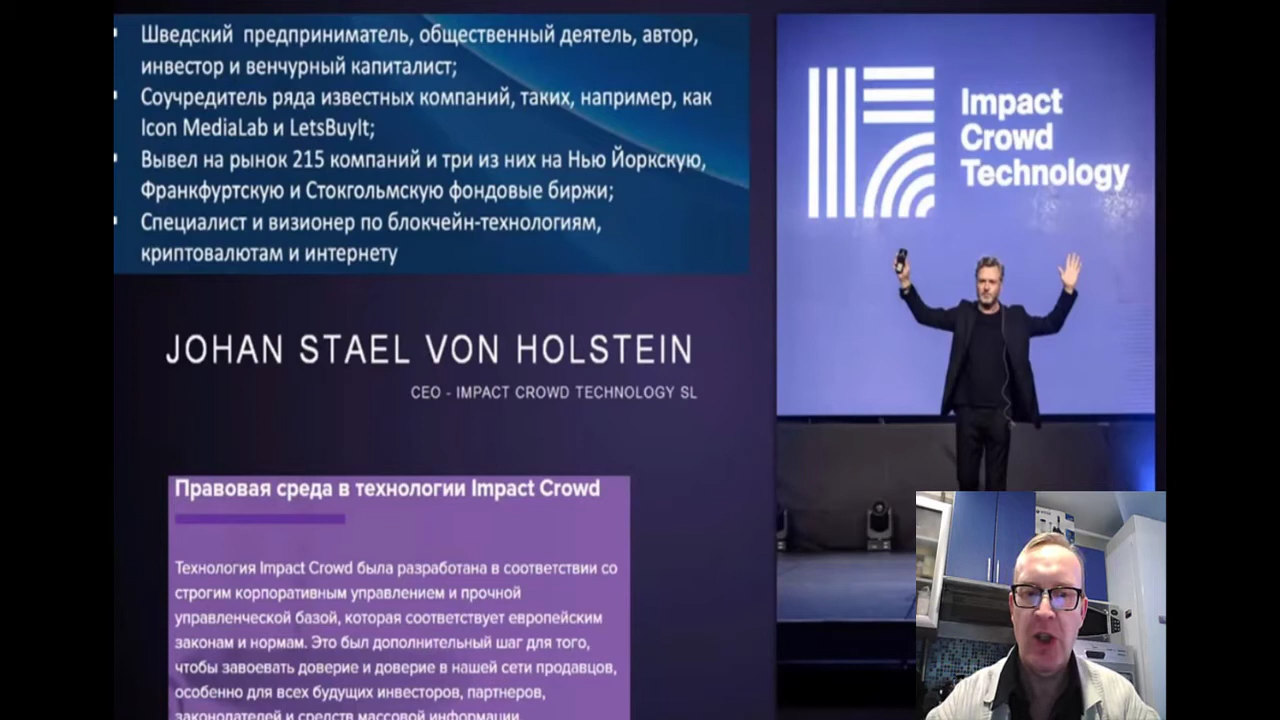 Шведский предприниматель, общественный деятель, автор,
инвестор и венчурный капиталист;
Соучредитель ряда известных компаний, таких, например, как
Icon MediaLab и LetsBuyIt;
Вывел на рынок 215 компаний и три из них на Нью Йоркскую,
Франкфуртскую и Стокгольмскую фондовые биржи;
Специалист и визионер по блокчейн-технологиям,
криптовалютам и интернету
Impact
Crowd
Technology
JOHAN STAEL VON HOLSTEIN
CEO - IMPACT CROWD TECHNOLOGY SL
Правовая среда в технологии Impact Crowd
Технология Impact Crowd была разработана в соответствии со
строгим корпоративным управлением и прочной
управленческой базой, которая соответствует европейским
законам и нормам. Это был дополнительный шаг для того,
чтобы завоевать доверие и доверие в нашей сети продавцов,
особенно для всех будущих инвесторов, партнеров,
законодателей и средств массовой информации